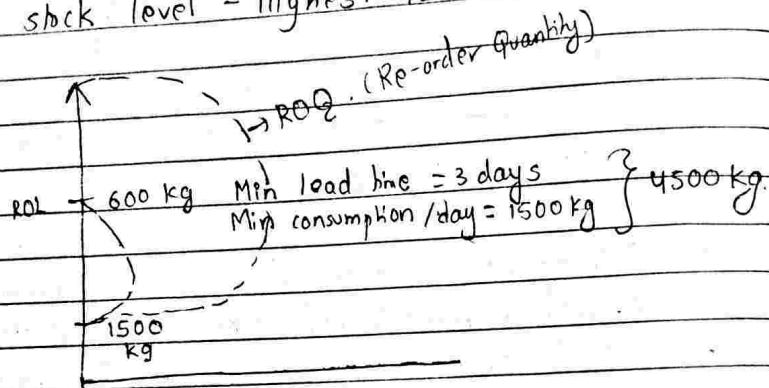 stock level - highest
ROQ. (Re-order Quantity)
ROL 600 kg Min lead time = 3 days } 4500 kg.
Min consumption /day = 1500 kg
1500
kg